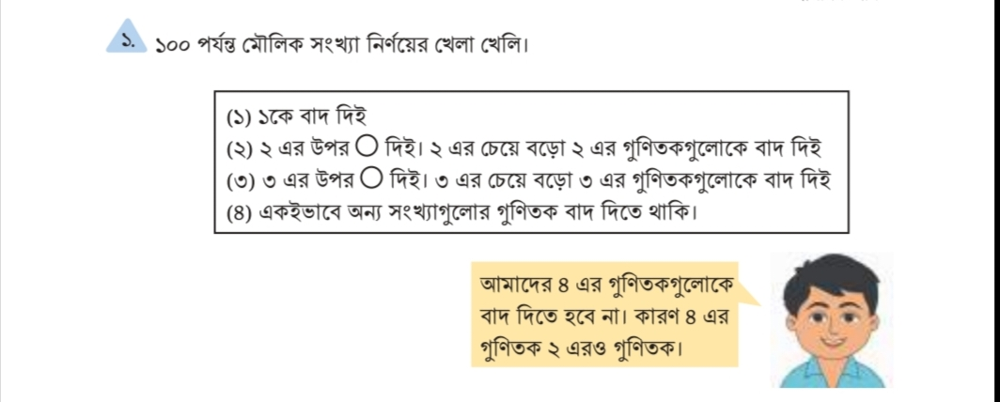 ১. ১০০ পর্যন্ত মৌলিক সংখ্যা নির্ণয়ের খেলা খেলি।
(১) ১কে বাদ দিই
(২) ২ এর উপর ◯ দিই। ২ এর চেয়ে বড়ো ২ এর গুণিতকগুলোকে বাদ দিই
(৩) ৩ এর উপর ◯ দিই। ৩ এর চেয়ে বড়ো ৩ এর গুণিতকগুলোকে বাদ দিই
(৪) একইভাবে অন্য সংখ্যাগুলোর গুণিতক বাদ দিতে থাকি।
আমাদের ৪ এর গুণিতকগুলোকে
বাদ দিতে হবে না। কারণ ৪ এর
গুণিতক ২ এরও গুণিতক।